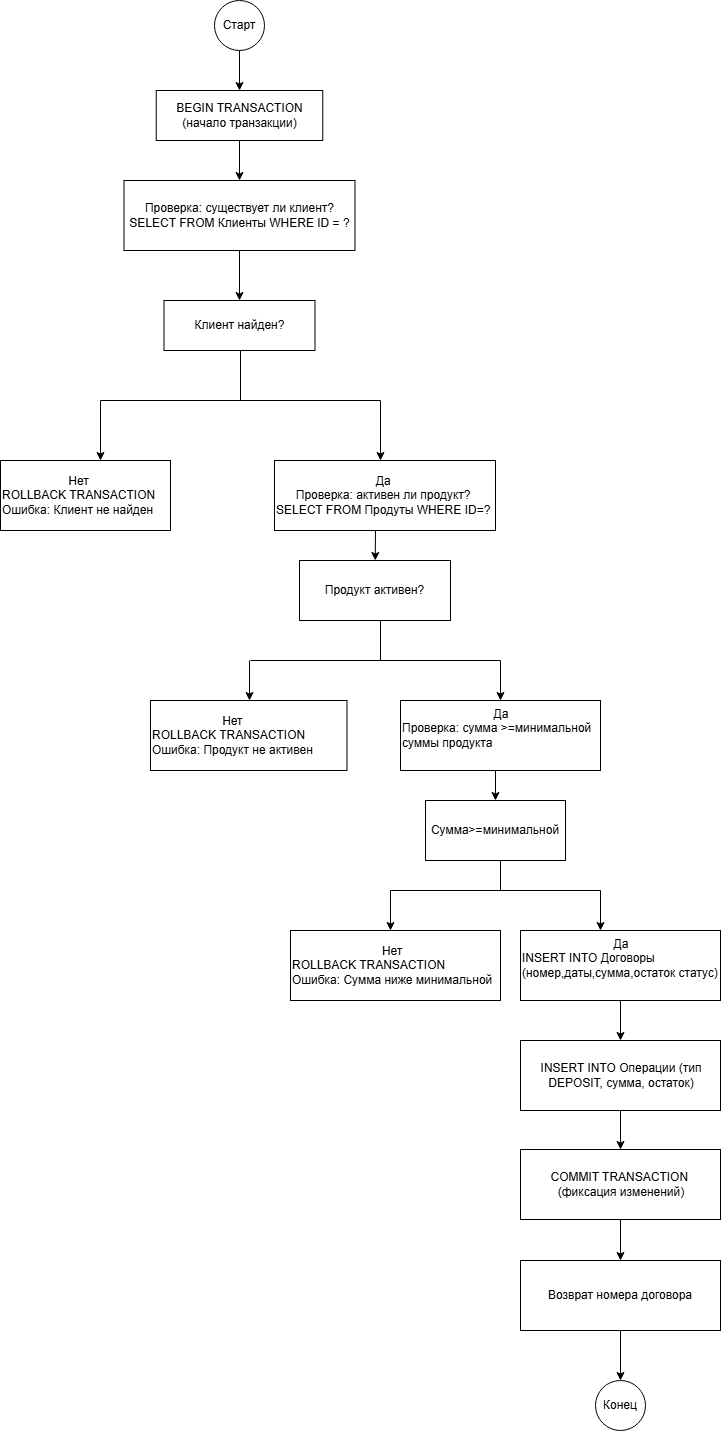 Старт
BEGIN TRANSACTION
(начало транзакции)
Проверка: существует ли клиент?
SELECT FROM Клиенты WHERE ID = ?
Клиент найден?
Нет
ROLLBACK TRANSACTION
Ошибка: Клиент не найден
Да
Проверка: активен ли продукт?
SELECT FROM Продуты WHERE ID=?
Продукт активен?
Нет
ROLLBACK TRANSACTION
Ошибка: Продукт не активен
Да
Проверка: сумма >=минимальной
суммы продукта
Сумма>=минимальной
Нет
ROLLBACK TRANSACTION
Ошибка: Сумма ниже минимальной
Да
INSERT INTO Договоры
(номер,даты,сумма,остаток статус)
INSERT INTO Операции (тип
DEPOSIT, сумма, остаток)
COMMIT TRANSACTION
(фиксация изменений)
Возврат номера договора
Конец